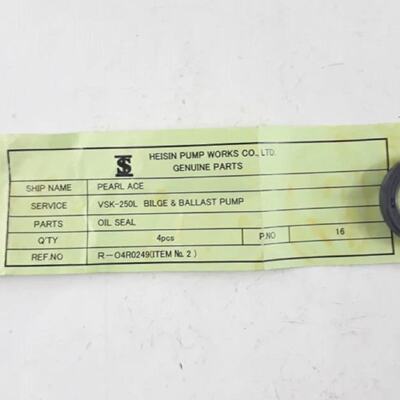 HEISIN PUMP WORKS CO., LTD.
GENUINE PARTS
SHIP NAME PEARL ACE
SERVICE VSK-250L BILGE & BALLAST PUMP
PARTS OIL SEAL
Q'TY 4pcs P.NO 16
REF.NO R-04R0249(ITEM No. 2)